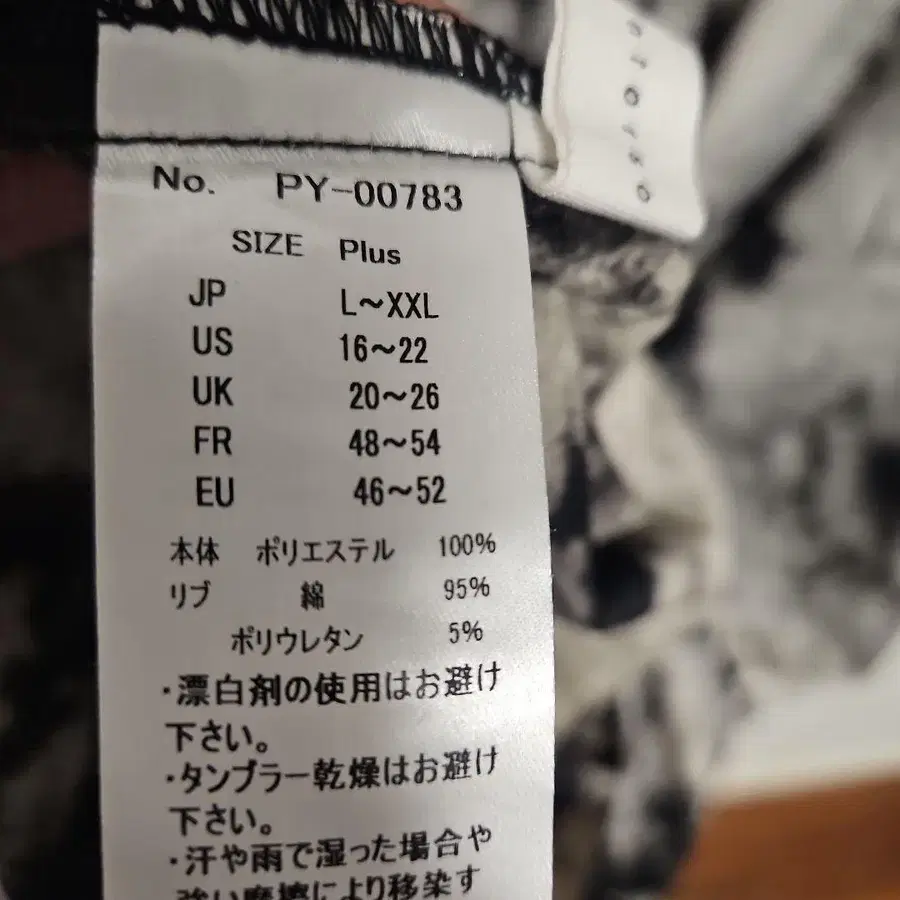 No. PY-00783
SIZE Plus
JP L～XXL
US 16～22
UK 20～26
FR 48～54
EU 46～52
本体 ポリエステル 100%
リブ 綿 95%
ポリウレタン 5%
・漂白剤の使用はお避け
下さい。
・タンブラー乾燥はお避け
下さい。
・汗や雨で湿った場合や
強い摩擦により移染す